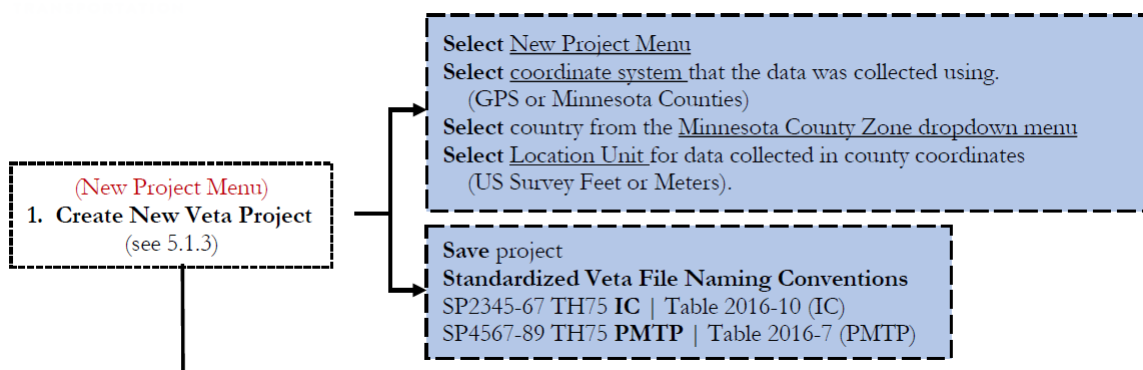 Select New Project Menu
Select coordinate system that the data was collected using.
(GPS or Minnesota Counties)
Select country from the Minnesota County Zone dropdown menu
Select Location Unit for data collected in county coordinates
(US Survey Feet or Meters).
(New Project Menu)
1. Create New Veta Project
(see 5.1.3)
Save project
Standardized Veta File Naming Conventions
SP2345-67 TH75 IC | Table 2016-10 (IC)
SP4567-89 TH75 PMTP | Table 2016-7 (PMTP)